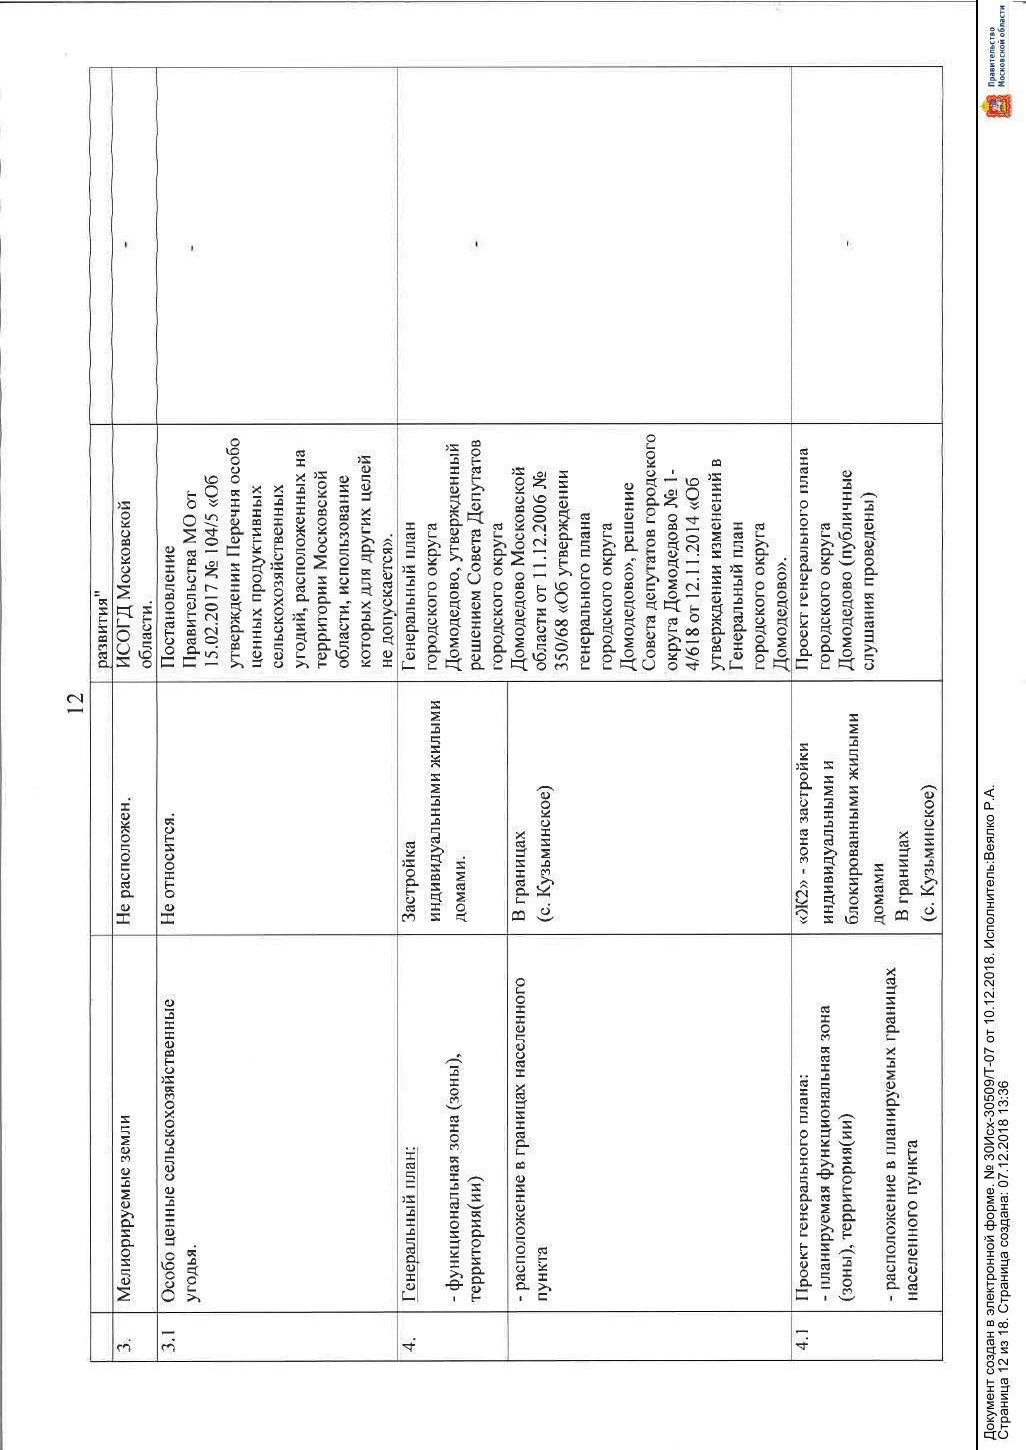 12
развития"
3.
Мелиорируемые земли
Не расположен.
ИСОГД Московской
области.
-
3.1
Особо ценные сельскохозяйственные
угодья.
Не относится.
Постановление
Правительства МО от
15.02.2017 № 104/5 «Об
утверждении Перечня особо
ценных продуктивных
сельскохозяйственных
угодий, расположенных на
территории Московской
области, использование
которых для других целей
не допускается».
-
4.
Генеральный план:
- функциональная зона (зоны),
территория(ии)
Застройка
индивидуальными жилыми
домами.
- расположение в границах населенного
пункта
В границах
(с. Кузьминское)
Генеральный план
городского округа
Домодедово, утвержденный
решением Совета Депутатов
городского округа
Домодедово Московской
области от 11.12.2006 №
350/68 «Об утверждении
генерального плана
городского округа
Домодедово», решение
Совета депутатов городского
округа Домодедово № 1-
4/618 от 12.11.2014 «Об
утверждении изменений в
Генеральный план
городского округа
Домодедово».
-
4.1
Проект генерального плана:
- планируемая функциональная зона
(зоны), территория(ии)
- расположение в планируемых границах
населенного пункта
«Ж2» - зона застройки
индивидуальными и
блокированными жилыми
домами
В границах
(с. Кузьминское)
Проект генерального плана
городского округа
Домодедово (публичные
слушания проведены)
-
Документ создан в электронной форме. № 30Исх-30509/Т-07 от 10.12.2018. Исполнитель:Веялко Р.А.
Страница 12 из 18. Страница создана: 07.12.2018 13:36
Правительство
Московской области